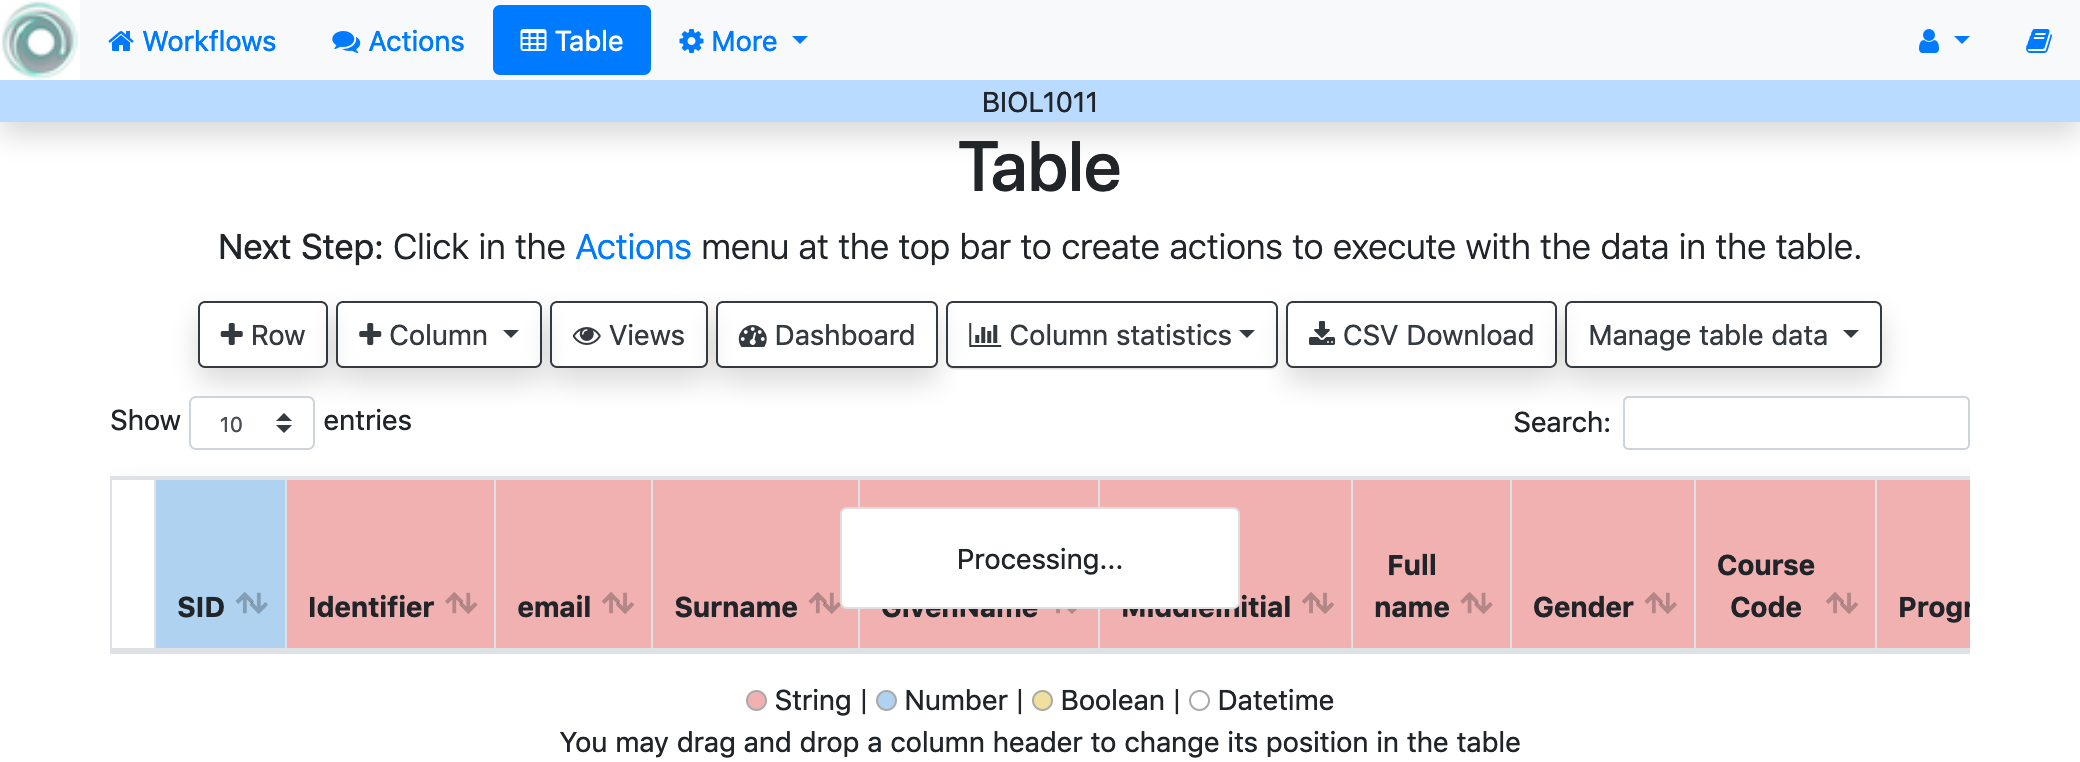 Workflows Actions Table More
BIOL1011
Table
Next Step: Click in the Actions menu at the top bar to create actions to execute with the data in the table.
Row Column Views Dashboard Column statistics CSV Download Manage table data
Show 10 entries Search:
Processing...
SID Identifier email Surname GivenName MiddleInitial Full name Gender Course Code Progr
String | Number | Boolean | Datetime
You may drag and drop a column header to change its position in the table